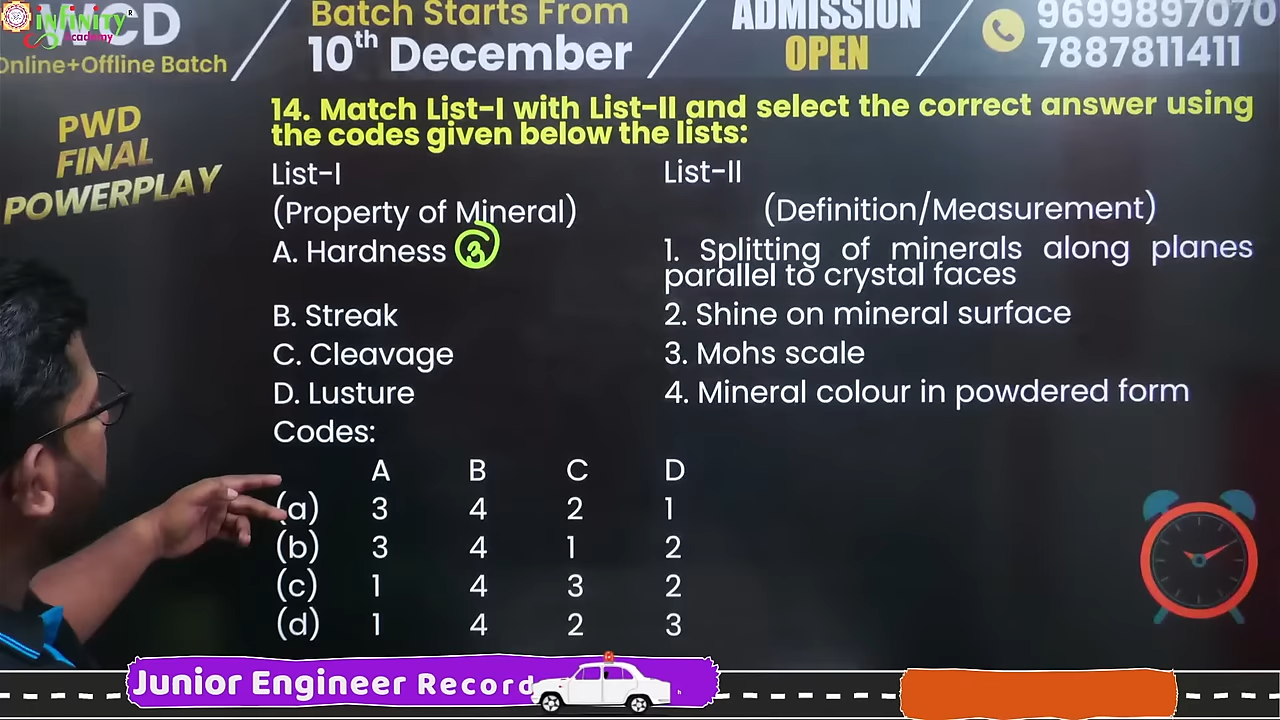 INFINITY
Academy
WCD
Online+Offline Batch
Batch Starts From
10th December
ADMISSION
OPEN
9699897070
7887811411
PWD
FINAL
POWERPLAY
14. Match List-I with List-II and select the correct answer using
the codes given below the lists:
List-I List-II
(Property of Mineral) (Definition/Measurement)
A. Hardness 3 1. Splitting of minerals along planes
parallel to crystal faces
B. Streak 2. Shine on mineral surface
C. Cleavage 3. Mohs scale
D. Lusture 4. Mineral colour in powdered form
Codes:
A B C D
(a) 3 4 2 1
(b) 3 4 1 2
(c) 1 4 3 2
(d) 1 4 2 3
Junior Engineer Record